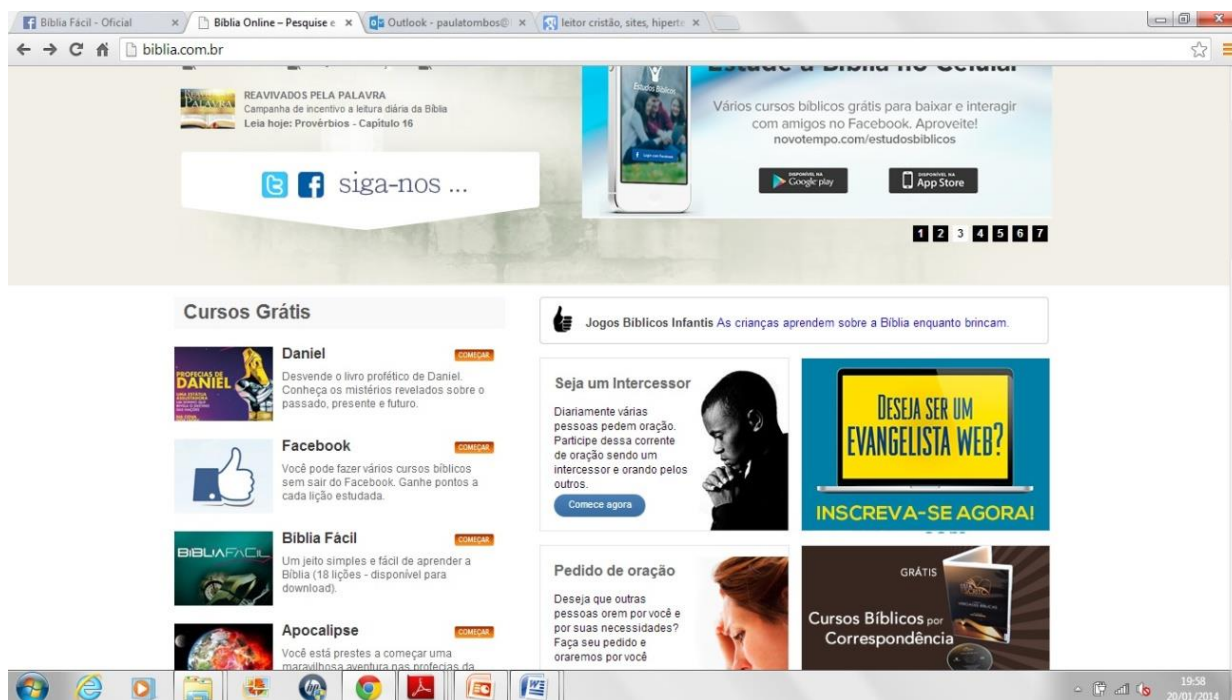 Bíblia Fácil - Oficial
Bíblia Online – Pesquise e
Outlook - paulatombos@
leitor cristão, sites, hiperte
biblia.com.br
REAVIVADOS PELA PALAVRA
Campanha de incentivo a leitura diária da Bíblia
Leia hoje: Provérbios - Capítulo 16
siga-nos ...
Estude a Bíblia no Celular
Estudos Bíblicos
Vários cursos bíblicos grátis para baixar e interagir
com amigos no Facebook. Aproveite!
novotempo.com/estudosbiblicos
DISPONÍVEL NA
Google play
DISPONÍVEL NA
App Store
1 2 3 4 5 6 7
Cursos Grátis
PROFECIAS DE
DANIEL
Daniel
COMEÇAR
Desvende o livro profético de Daniel.
Conheça os mistérios revelados sobre o
passado, presente e futuro.
Facebook
COMEÇAR
Você pode fazer vários cursos bíblicos
sem sair do Facebook. Ganhe pontos a
cada lição estudada.
BÍBLIAFÁCIL
Bíblia Fácil
COMEÇAR
Um jeito simples e fácil de aprender a
Bíblia (18 lições - disponível para
download).
Apocalipse
COMEÇAR
Você está prestes a começar uma
maravilhosa aventura nas profecias da
Jogos Bíblicos Infantis As crianças aprendem sobre a Bíblia enquanto brincam.
Seja um Intercessor
Diariamente várias
pessoas pedem oração.
Participe dessa corrente
de oração sendo um
intercessor e orando pelos
outros.
Comece agora
DESEJA SER UM
EVANGELISTA WEB?
INSCREVA-SE AGORA!
Pedido de oração
Deseja que outras
pessoas orem por você e
por suas necessidades?
Faça seu pedido e
oraremos por você
GRÁTIS
Cursos Bíblicos por
Correspondência
19:58
20/01/2014